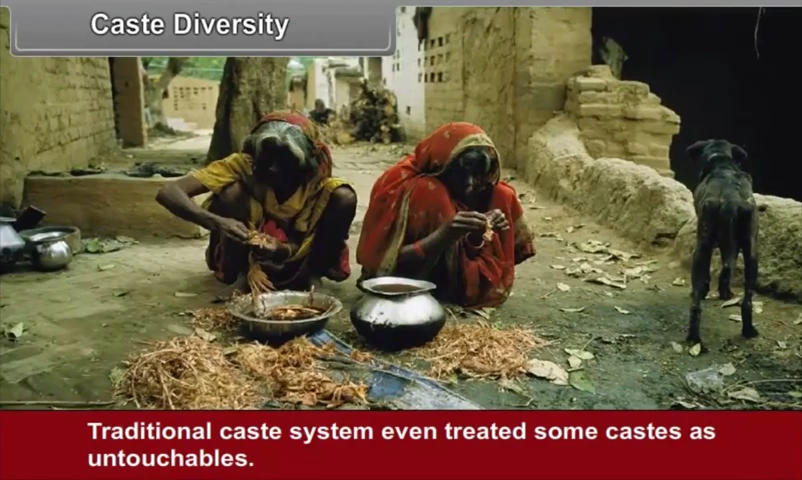 Caste Diversity
Traditional caste system even treated some castes as
untouchables.